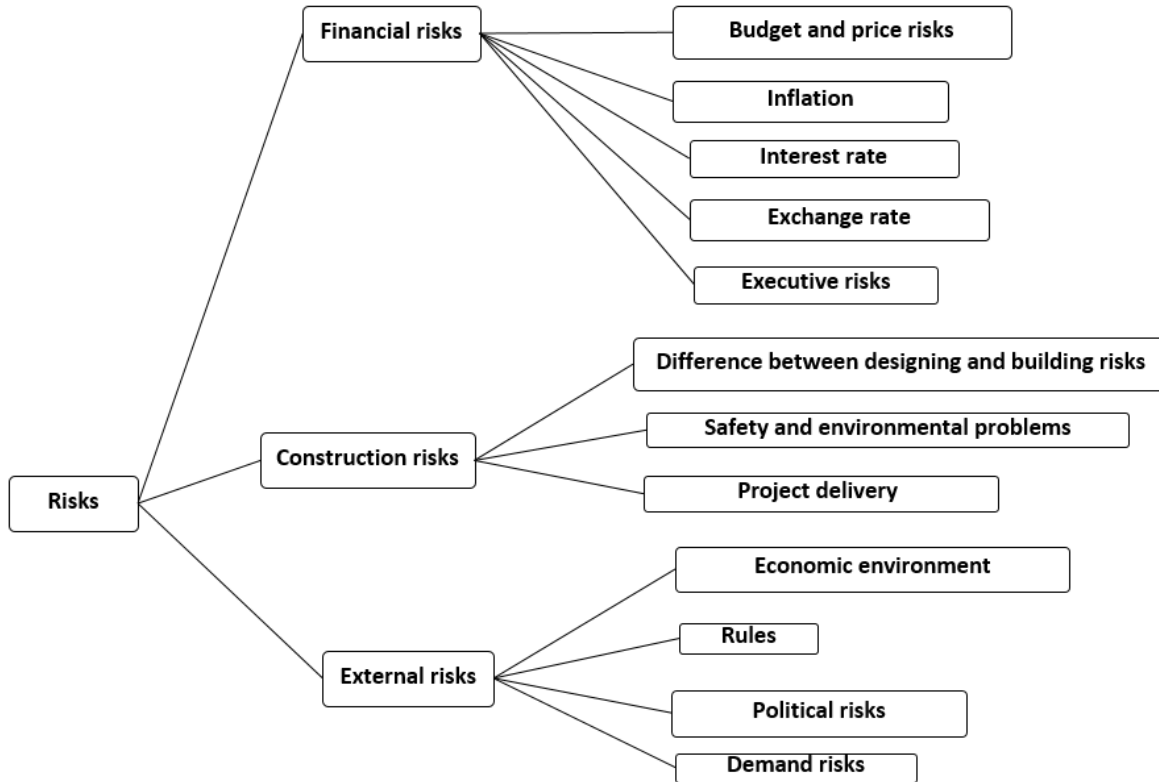 Financial risks
Budget and price risks
Inflation
Interest rate
Exchange rate
Executive risks
Difference between designing and building risks
Construction risks
Safety and environmental problems
Project delivery
Risks
Economic environment
Rules
External risks
Political risks
Demand risks